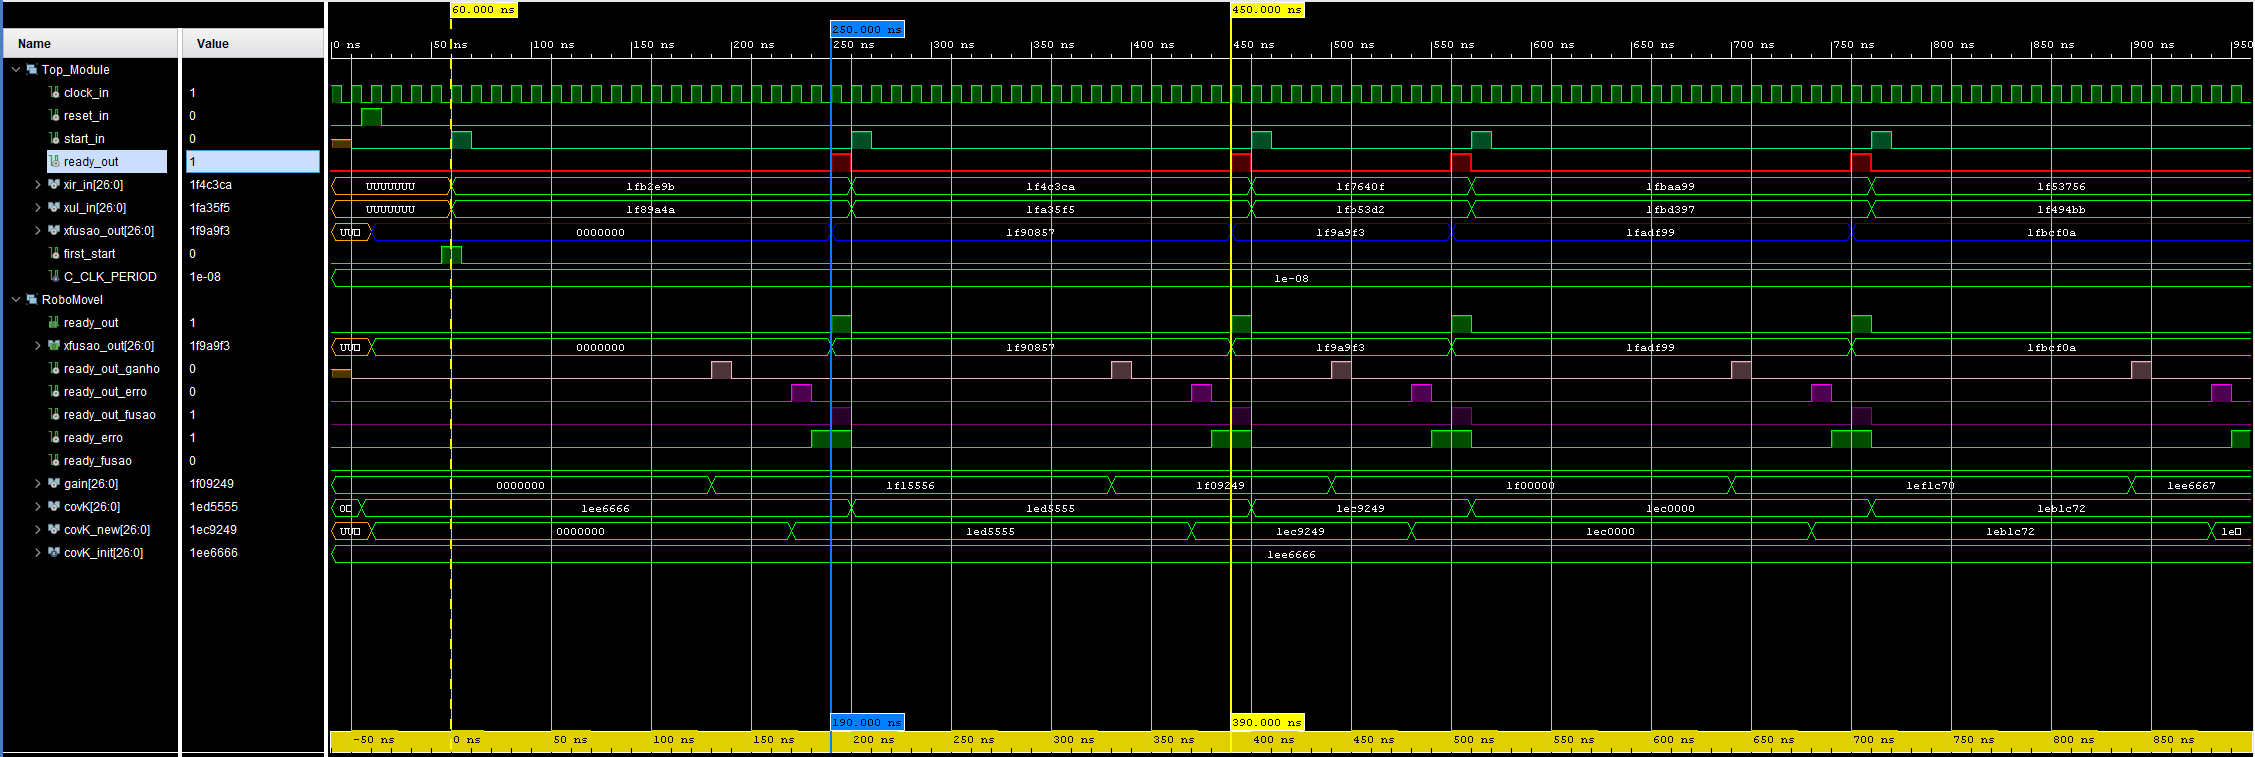 60.000 ns 450.000 ns
250.000 ns
Name Value 0 ns 50 ns 100 ns 150 ns 200 ns 250 ns 300 ns 350 ns 400 ns 450 ns 500 ns 550 ns 600 ns 650 ns 700 ns 750 ns 800 ns 850 ns 900 ns 950
Top_Module
clock_in 1
reset_in 0
start_in 0
ready_out 1
xir_in[26:0] 1f4c3ca UUUUUUU 1fb2e9b 1f4c3ca 1f7640f 1fbaa99 1f53756
xul_in[26:0] 1fa35f5 UUUUUUU 1f89a4a 1fa35f5 1fb53d2 1fbd397 1f494bb
xfusao_out[26:0] 1f9a9f3 UU 0000000 1f90857 1f9a9f3 1fadf99 1fbcf0a
first_start 0
C_CLK_PERIOD 1e-08 1e-08
RoboMovel
ready_out 1
xfusao_out[26:0] 1f9a9f3 UU 0000000 1f90857 1f9a9f3 1fadf99 1fbcf0a
ready_out_ganho 0
ready_out_erro 0
ready_out_fusao 1
ready_erro 1
ready_fusao 0
gain[26:0] 1f09249 0000000 1f15556 1f09249 1f00000 1ef1c70 1ee6667
covK[26:0] 1ed5555 0 1ee6666 1ed5555 1ec9249 1ec0000 1eb1c72
covK_new[26:0] 1ec9249 UU 0000000 1ed5555 1ec9249 1ec0000 1eb1c72 1e
covK_init[26:0] 1ee6666 1ee6666
190.000 ns 390.000 ns
-50 ns 0 ns 50 ns 100 ns 150 ns 200 ns 250 ns 300 ns 350 ns 400 ns 450 ns 500 ns 550 ns 600 ns 650 ns 700 ns 750 ns 800 ns 850 ns